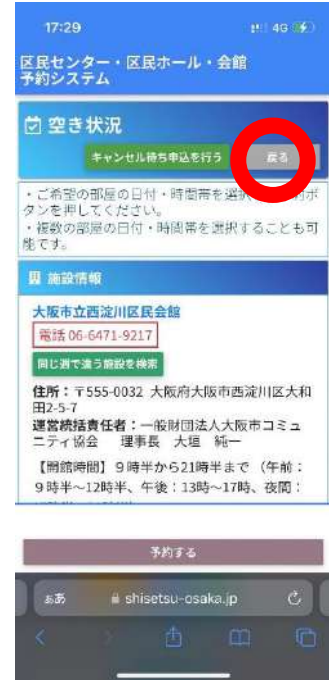 17:29
4G
区民センター・区民ホール・会館
予約システム
空き状況
キャンセル待ち申込を行う
戻る
・ご希望の部屋の日付・時間帯を選択
ボ
タンを押してください。
・複数の部屋の日付・時間帯を選択することも可
能です。
施設情報
大阪市立西淀川区民会館
電話 06-6471-9217
同じ週で違う施設を検索
住所：〒555-0032 大阪府大阪市西淀川区大和
田2-5-7
運営統括責任者：一般財団法人大阪市コミュ
ニティ協会　理事長　大垣　純一
【開館時間】９時半から21時半まで （午前：
９時半～12時半、午後：13時～17時、夜間：
予約する
ぁあ
shisetsu-osaka.jp